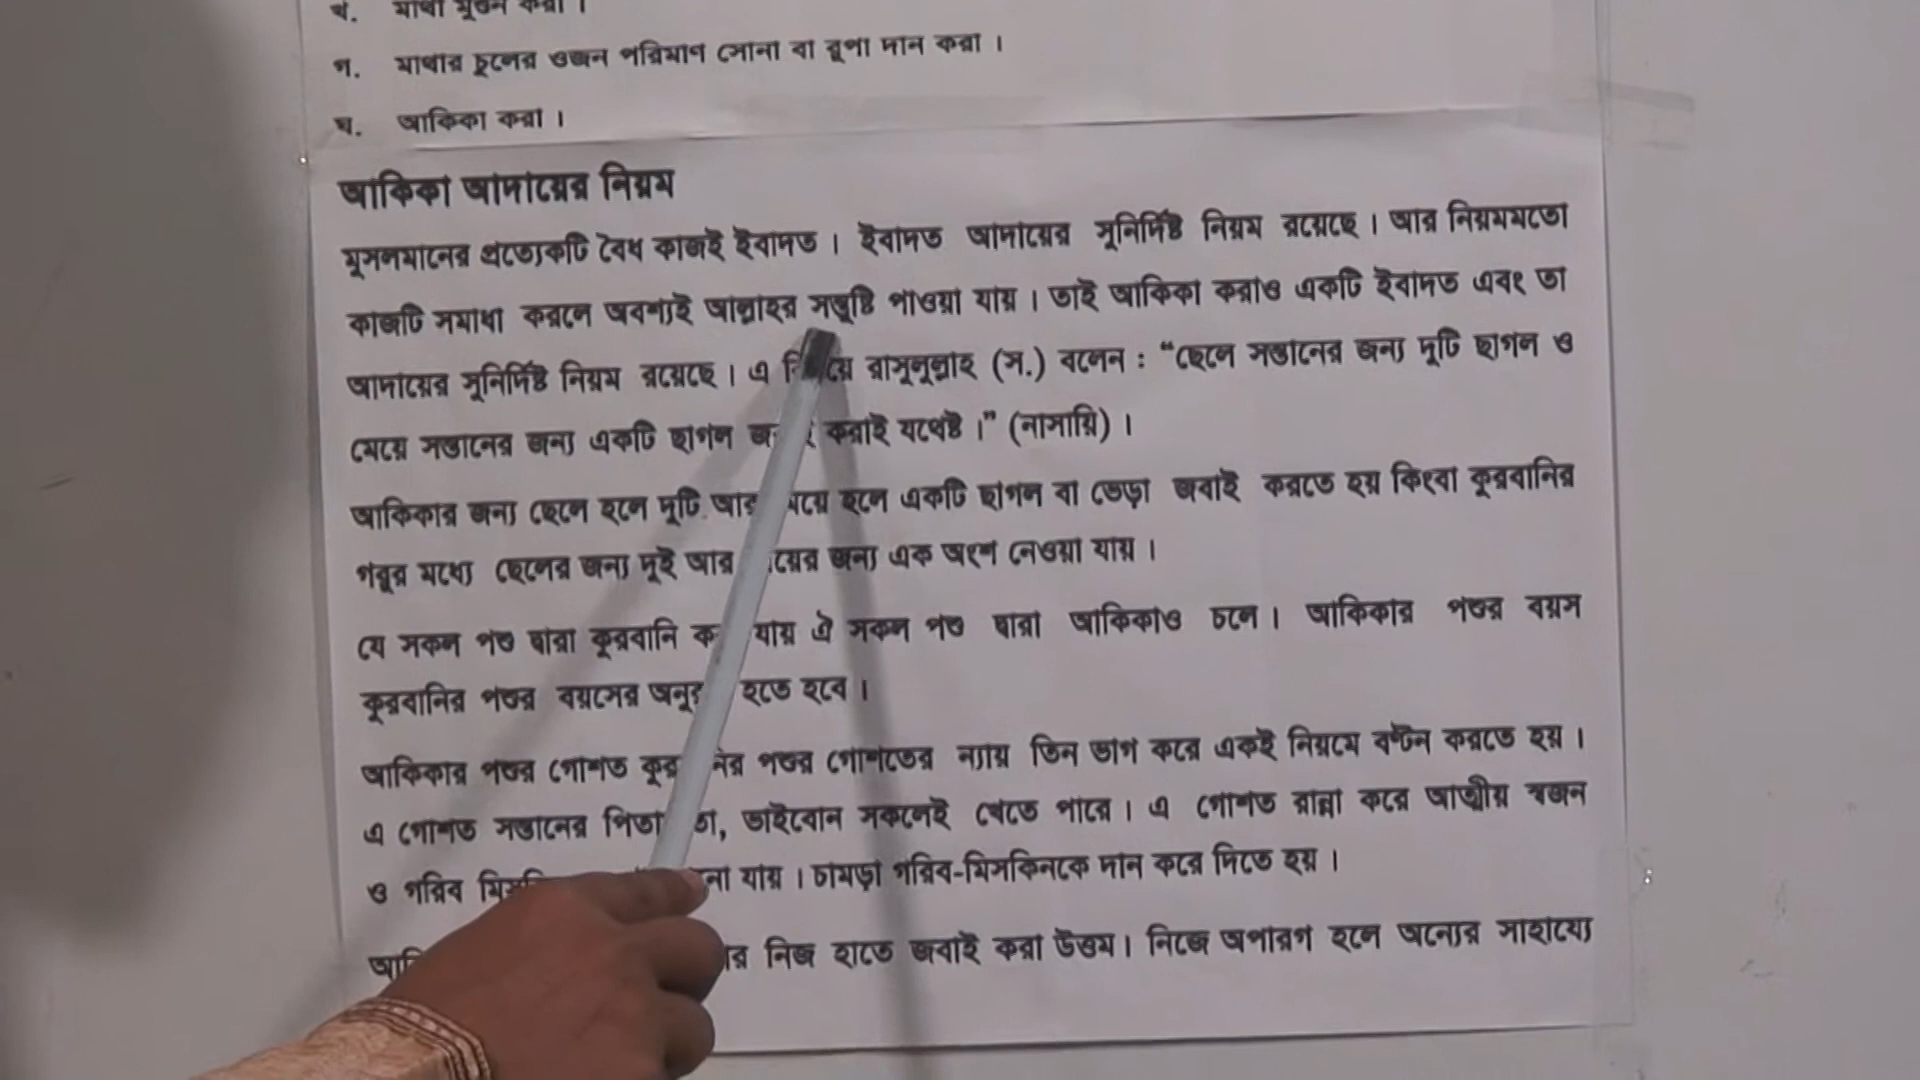 খ. মাথা মুণ্ডন করা ।
গ. মাথার চুলের ওজন পরিমাণ সোনা বা রূপা দান করা ।
ঘ. আকিকা করা ।
আকিকা আদায়ের নিয়ম
মুসলমানের প্রত্যেকটি বৈধ কাজই ইবাদত । ইবাদত আদায়ের সুনির্দিষ্ট নিয়ম রয়েছে । আর নিয়মমতো
কাজটি সমাধা করলে অবশ্যই আল্লাহর সন্তুষ্টি পাওয়া যায় । তাই আকিকা করাও একটি ইবাদত এবং তা
আদায়ের সুনির্দিষ্ট নিয়ম রয়েছে । এ রাসুলুল্লাহ (স.) বলেন : “ছেলে সন্তানের জন্য দুটি ছাগল ও
মেয়ে সন্তানের জন্য একটি ছাগল করাই যথেষ্ট ।” (নাসায়ি) ।
আকিকার জন্য ছেলে হলে দুটি আর হলে একটি ছাগল বা ভেড়া জবাই করতে হয় কিংবা কুরবানির
গরুর মধ্যে ছেলের জন্য দুই আর জন্য এক অংশ নেওয়া যায় ।
যে সকল পশু দ্বারা কুরবানি যায় ঐ সকল পশু দ্বারা আকিকাও চলে । আকিকার পশুর বয়স
কুরবানির পশুর বয়সের হতে হবে ।
আকিকার পশুর গোশত পশুর গোশতের ন্যায় তিন ভাগ করে একই নিয়মে বণ্টন করতে হয় ।
এ গোশত সন্তানের ভাইবোন সকলেই খেতে পারে । এ গোশত রান্না করে আত্মীয় স্বজন
ও গরিব যায় । চামড়া গরিব-মিসকিনকে দান করে দিতে হয় ।
নিজ হাতে জবাই করা উত্তম । নিজে অপারগ হলে অন্যের সাহায্যে